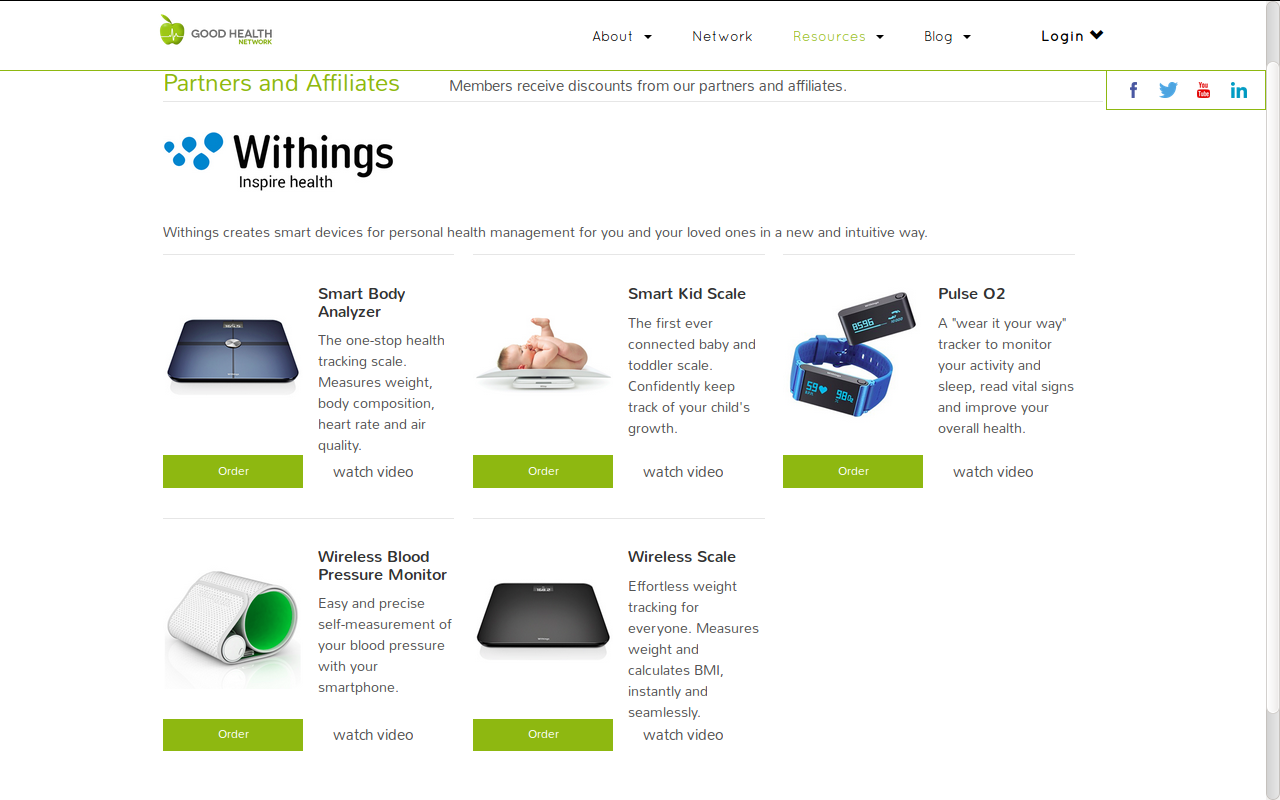 GOOD HEALTH
NETWORK
About
Network
Resources
Blog
Login
Partners and Affiliates
Members receive discounts from our partners and affiliates.
f
You
Tube
in
Withings
Inspire health
Withings creates smart devices for personal health management for you and your loved ones in a new and intuitive way.
Smart Body
Analyzer
The one-stop health
tracking scale.
Measures weight,
body composition,
heart rate and air
quality.
Order
watch video
Smart Kid Scale
The first ever
connected baby and
toddler scale.
Confidently keep
track of your child's
growth.
Order
watch video
8596
59
98
Pulse O2
A "wear it your way"
tracker to monitor
your activity and
sleep, read vital signs
and improve your
overall health.
Order
watch video
Wireless Blood
Pressure Monitor
Easy and precise
self-measurement of
your blood pressure
with your
smartphone.
Order
watch video
Wireless Scale
Effortless weight
tracking for
everyone. Measures
weight and
calculates BMI,
instantly and
seamlessly.
Order
watch video